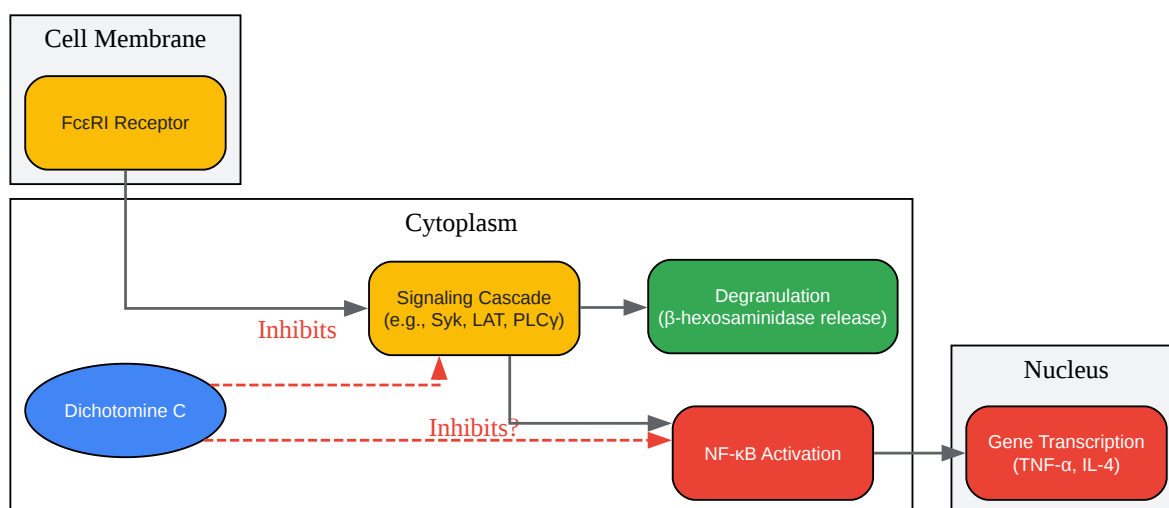 Cell Membrane
FcεRI Receptor
Cytoplasm
Signaling Cascade
(e.g., Syk, LAT, PLCγ)
Degranulation
(β-hexosaminidase release)
Inhibits
Dichotomine C
Inhibits?
NF-κB Activation
Nucleus
Gene Transcription
(TNF-α, IL-4)